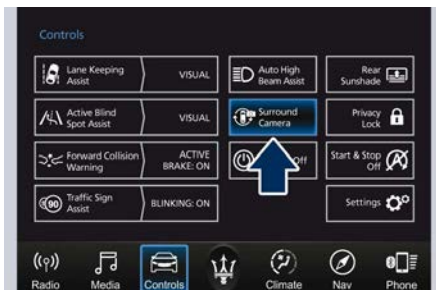 Controls
Lane Keeping
Assist
VISUAL
Auto High
Beam Assist
Rear
Sunshade
Active Blind
Spot Assist
VISUAL
Surround
Camera
Privacy
Lock
Forward Collision
Warning
ACTIVE
BRAKE: ON
Off
Start & Stop
Off
90
Traffic Sign
Assist
BLINKING: ON
Settings
Radio
Media
Controls
Climate
Nav
Phone